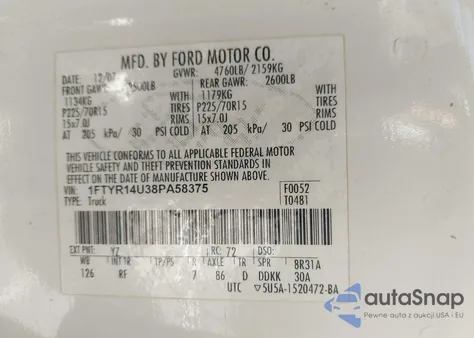 MFD. BY FORD MOTOR CO.
DATE: 12/07 GVWR: 4760LB/ 2159KG
FRONT GAWR: 2500LB REAR GAWR: 2600LB
1134KG WITH 1179KG WITH
P225/70R15 TIRES P225/70R15 TIRES
15x7.0J RIMS 15x7.0J RIMS
AT 205 kPa/ 30 PSI COLD AT 205 kPa/ 30 PSI COLD
THIS VEHICLE CONFORMS TO ALL APPLICABLE FEDERAL MOTOR
VEHICLE SAFETY AND THEFT PREVENTION STANDARDS IN
EFFECT ON THE DATE OF MANUFACTURE SHOWN ABOVE.
VIN: 1FTYR14U38PA58375 F0052
TYPE: Truck T0481
EXT PNT: YZ RC: 72 DSO:
WB INT TR TP/PS R AXLE TR SPR 8R31A
126 RF 7 86 D DDKK 30A
UTC ▽5U5A-1520472-BA
autoSnap
Pewne auta z aukcji USA i EU